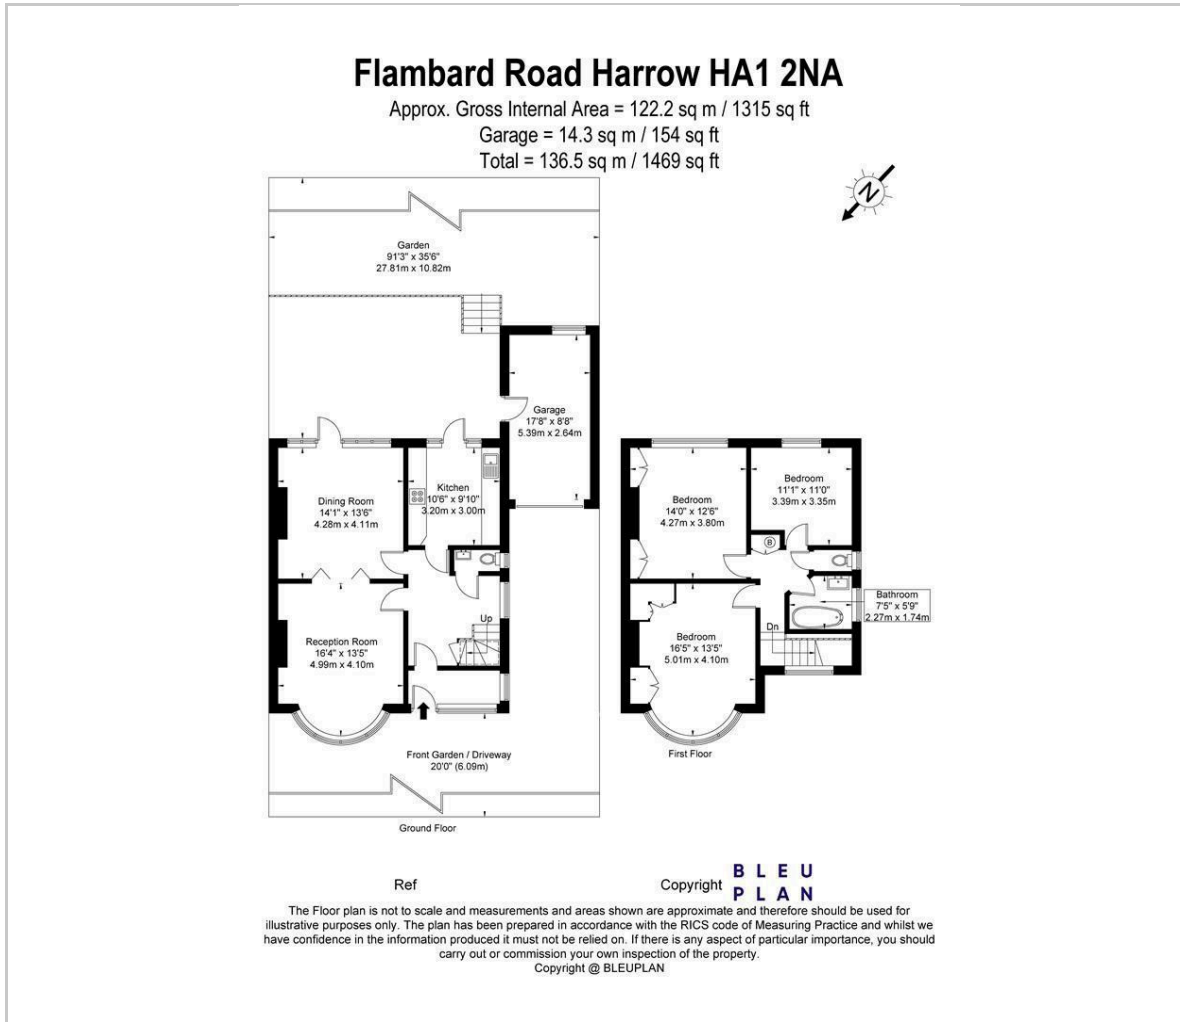 Flambard Road Harrow HA1 2NA
Approx. Gross Internal Area = 122.2 sq m / 1315 sq ft
Garage = 14.3 sq m / 154 sq ft
Total = 136.5 sq m / 1469 sq ft
N
Garden
91'3" x 35'6"
27.81m x 10.82m
Garage
17'8" x 8'8"
5.39m x 2.64m
Dining Room
14'1" x 13'6"
4.28m x 4.11m
Kitchen
10'6" x 9'10"
3.20m x 3.00m
Up
Reception Room
16'4" x 13'5"
4.99m x 4.10m
Front Garden / Driveway
20'0" (6.09m)
Ground Floor
Bedroom
14'0" x 12'6"
4.27m x 3.80m
Bedroom
11'1" x 11'0"
3.39m x 3.35m
B
Bathroom
7'5" x 5'9"
2.27m x 1.74m
Dn
Bedroom
16'5" x 13'5"
5.01m x 4.10m
First Floor
Ref
Copyright
BLEU
PLAN
The Floor plan is not to scale and measurements and areas shown are approximate and therefore should be used for
illustrative purposes only. The plan has been prepared in accordance with the RICS code of Measuring Practice and whilst we
have confidence in the information produced it must not be relied on. If there is any aspect of particular importance, you should
carry out or commission your own inspection of the property.
Copyright @ BLEUPLAN